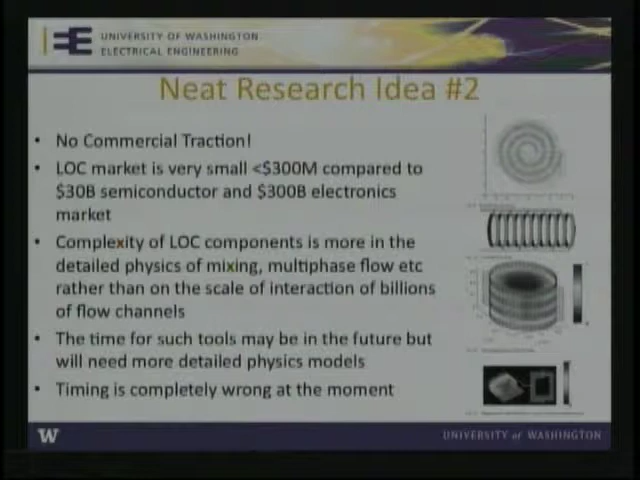 UNIVERSITY OF WASHINGTON
ELECTRICAL ENGINEERING
Neat Research Idea #2
• No Commercial Traction!
• LOC market is very small <$300M compared to
$30B semiconductor and $300B electronics
market
• Complexity of LOC components is more in the
detailed physics of mixing, multiphase flow etc
rather than on the scale of interaction of billions
of flow channels
• The time for such tools may be in the future but
will need more detailed physics models
• Timing is completely wrong at the moment
W
UNIVERSITY of WASHINGTON